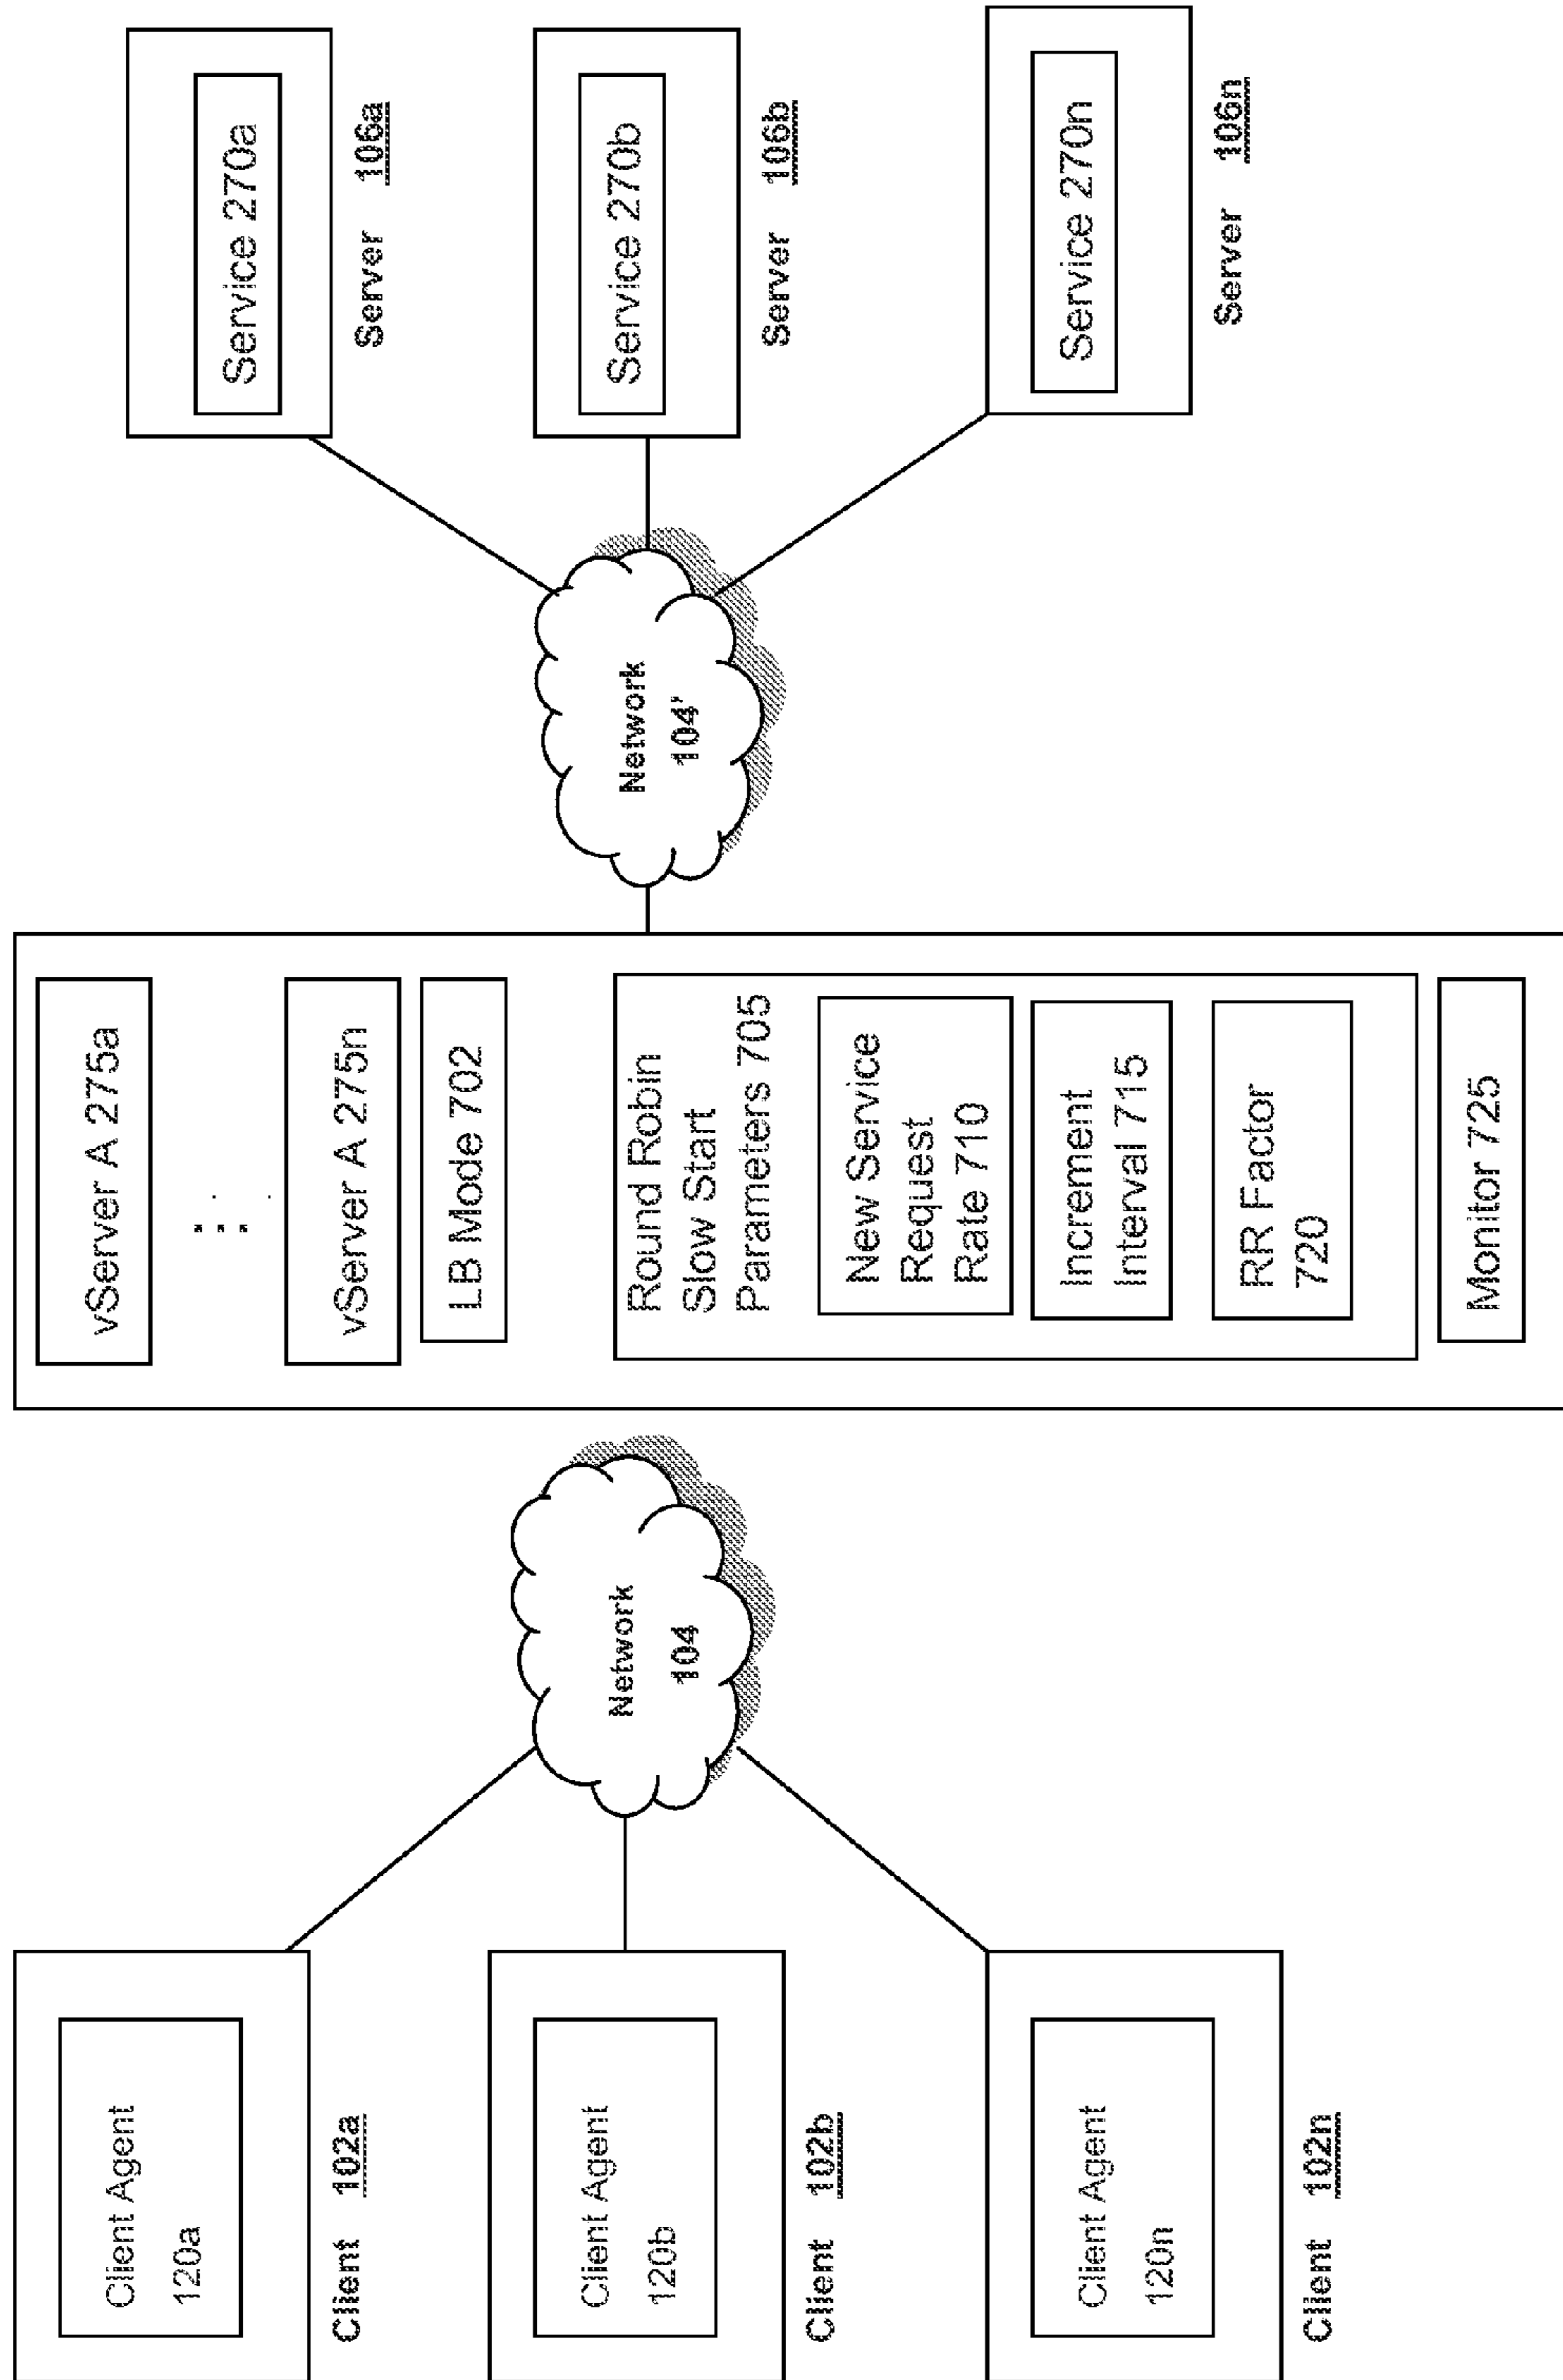 Client Agent
120a
Client 102a
Client Agent
120b
Client 102b
Client Agent
120n
Client 102n
Network
104
vServer A 275a
vServer A 275n
LB Mode 702
Round Robin
Slow Start
Parameters 705
New Service
Request
Rate 710
Increment
Interval 715
RR Factor
720
Monitor 725
Network
104'
Service 270a
Server 106a
Service 270b
Server 106b
Service 270n
Server 106n